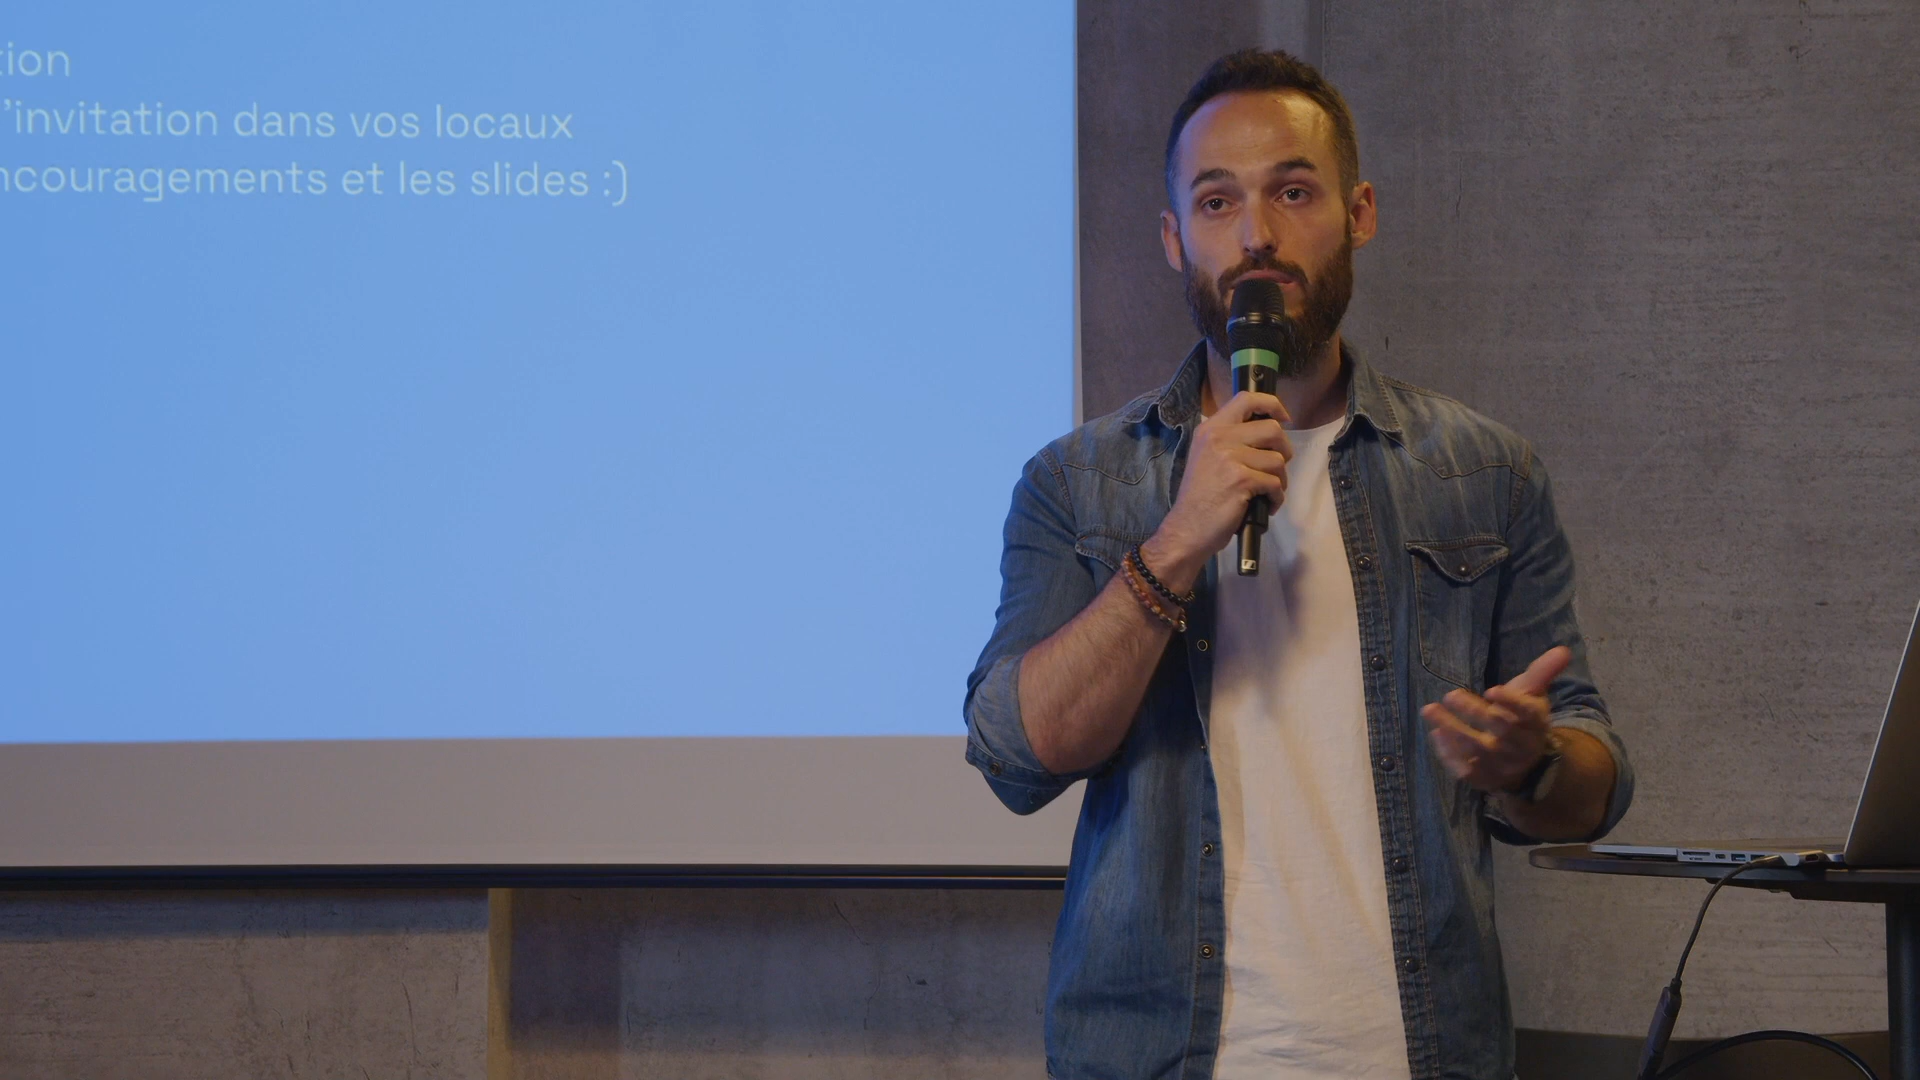 tion
'invitation dans vos locaux
ncouragements et les slides :)